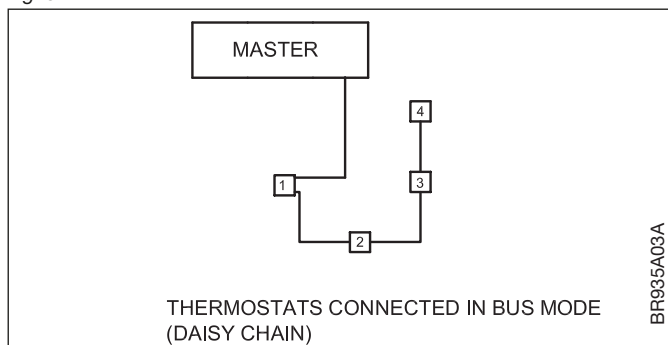 MASTER
4
1
3
2
THERMOSTATS CONNECTED IN BUS MODE
(DAISY CHAIN)
BR935A03A